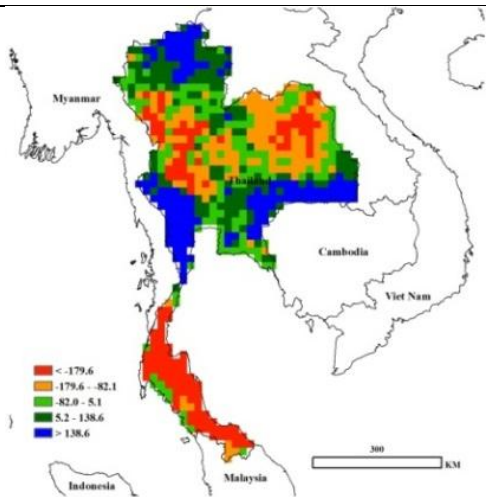 Myanmar
Thailand
Cambodia
Viet Nam
< -179.6
-179.6 - -82.1
-82.0 - 5.1
5.2 - 138.6
> 138.6
300
KM
Malaysia
Indonesia